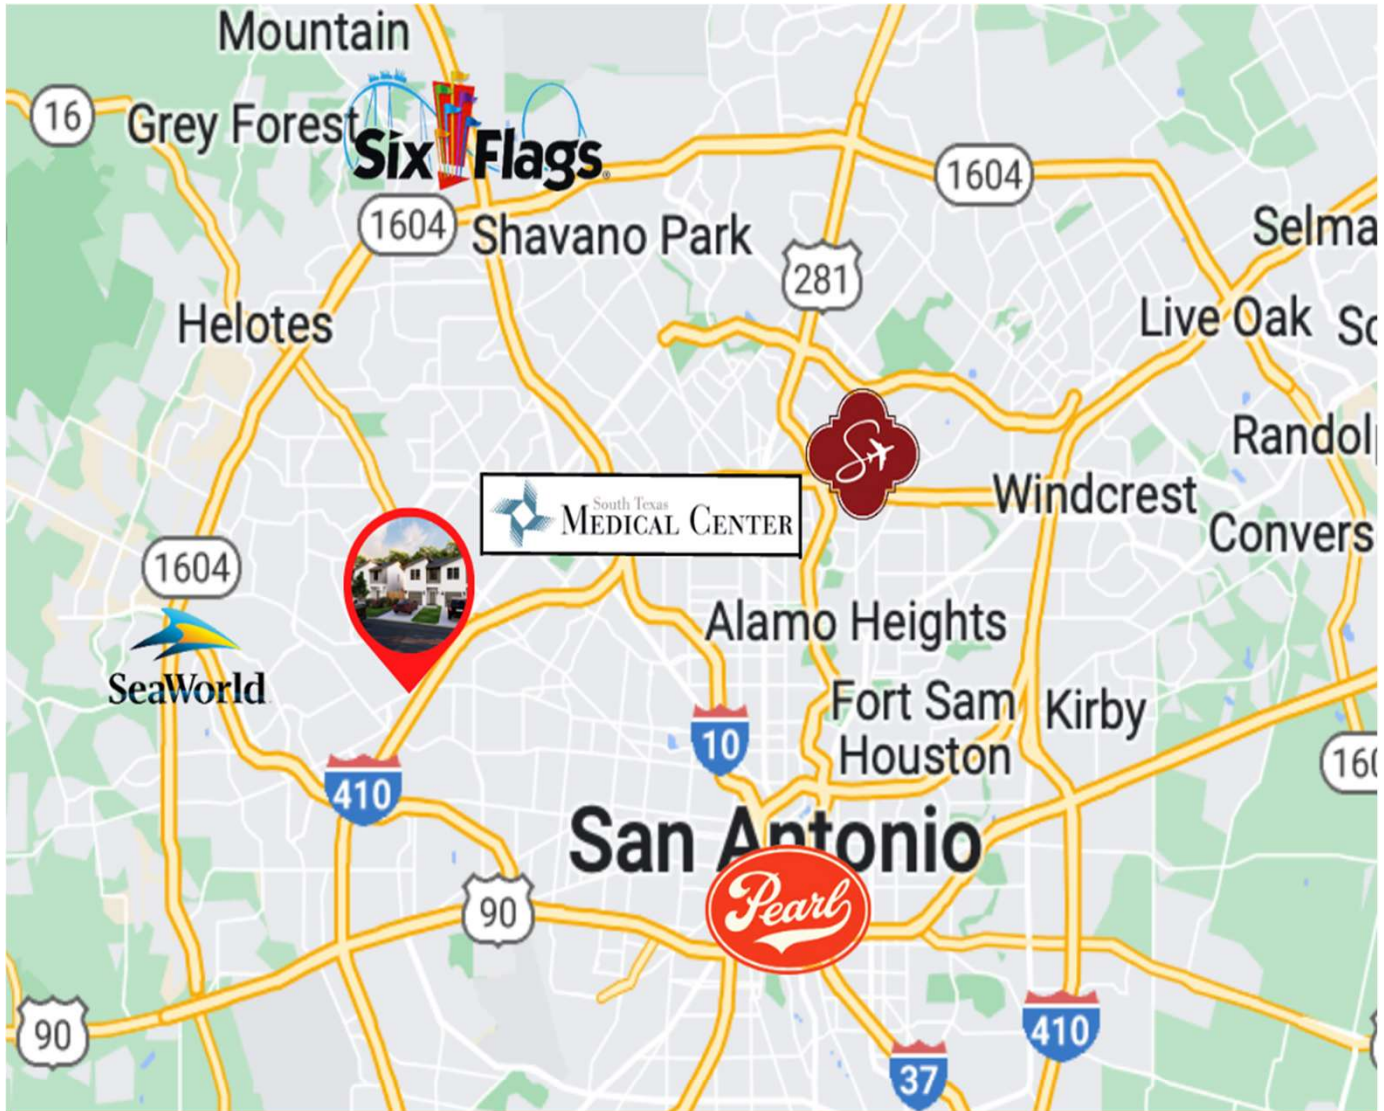 Mountain
16
Grey Forest
Six Flags
1604
1604
Shavano Park
Selma
281
Helotes
Live Oak
Sc
S
Randol
South Texas
MEDICAL CENTER
Windcrest
Convers
1604
Alamo Heights
SeaWorld
Fort Sam
Houston
Kirby
10
160
410
San Antonio
Pearl
90
90
410
37